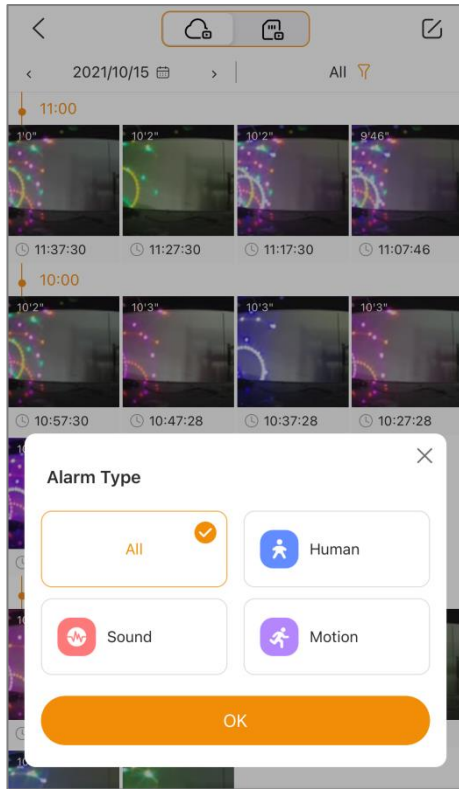 2021/10/15 All
11:00
1'0" 10'2" 10'2" 9'46"
11:37:30 11:27:30 11:17:30 11:07:46
10:00
10'2" 10'3" 10'3" 10'3"
10:57:30 10:47:28 10:37:28 10:27:28
Alarm Type
All
Human
Sound
Motion
OK